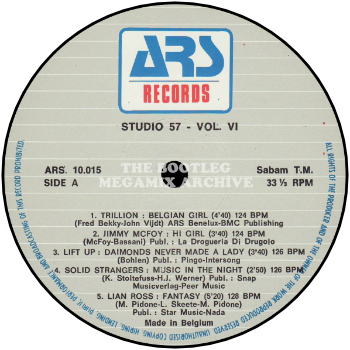 ARS
RECORDS
STUDIO 57 - VOL. VI
ARS. 10.015
SIDE A
Sabam T.M.
33 ⅓ RPM
THE BOOTLEG
MEGAMIX ARCHIVE
1. TRILLION : BELGIAN GIRL (4'40) 124 BPM
(Fred Bekky-John Vijdt) ARS Benelux-BMC Publishing
2. JIMMY MCFOY : HI GIRL (3'40) 124 BPM
(McFoy-Bassani) Publ. : La Drogueria Di Drugolo
3. LIFT UP : DAIMONDS NEVER MADE A LADY (3'40) 126 BPM
(Bohlen) Publ. : Pingo-Intersong
4. SOLID STRANGERS : MUSIC IN THE NIGHT (2'50) 126 BPM
(K. Stoltefuss-H.I. Werner) Publ. : Snap
Musicverlag-Peer Music
5. LIAN ROSS : FANTASY (5'20) 128 BPM
(M. Pidone-L. Skeete-M. Pidone)
Publ. : Star Music-Nada
Made in Belgium
ALL RIGHTS OF THE PRODUCER AND OF THE OWNER OF THE WORK REPRODUCED RESERVED. UNAUTHORISED COPYING, HIRING, LENDING, PUBLIC PERFORMANCE AND BROADCASTING OF THIS RECORD PROHIBITED